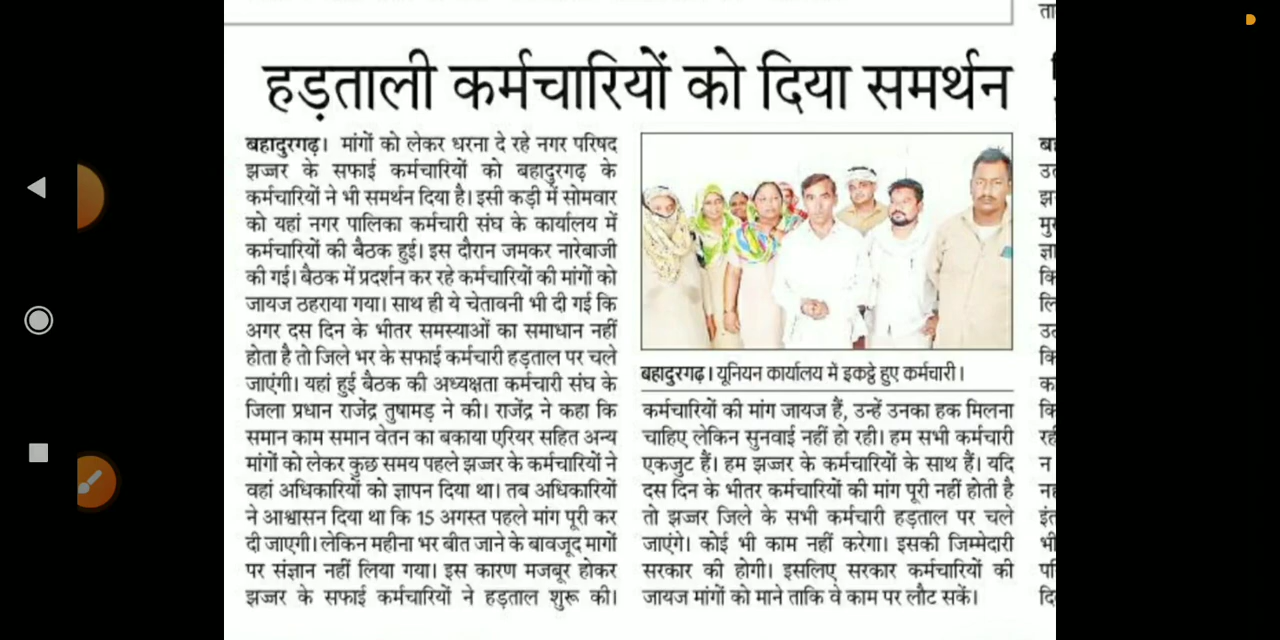 हड़ताली कर्मचारियों को दिया समर्थन
बहादुरगढ़। मांगों को लेकर धरना दे रहे नगर परिषद
झज्जर के सफाई कर्मचारियों को बहादुरगढ़ के
कर्मचारियों ने भी समर्थन दिया है। इसी कड़ी में सोमवार
को यहां नगर पालिका कर्मचारी संघ के कार्यालय में
कर्मचारियों की बैठक हुई। इस दौरान जमकर नारेबाजी
की गई। बैठक में प्रदर्शन कर रहे कर्मचारियों की मांगों को
जायज ठहराया गया। साथ ही ये चेतावनी भी दी गई कि
अगर दस दिन के भीतर समस्याओं का समाधान नहीं
होता है तो जिले भर के सफाई कर्मचारी हड़ताल पर चले
जाएंगी। यहां हुई बैठक की अध्यक्षता कर्मचारी संघ के
जिला प्रधान राजेंद्र तुषामड़ ने की। राजेंद्र ने कहा कि
समान काम समान वेतन का बकाया एरियर सहित अन्य
मांगों को लेकर कुछ समय पहले झज्जर के कर्मचारियों ने
वहां अधिकारियों को ज्ञापन दिया था। तब अधिकारियों
ने आश्वासन दिया था कि 15 अगस्त पहले मांग पूरी कर
दी जाएगी। लेकिन महीना भर बीत जाने के बावजूद मागों
पर संज्ञान नहीं लिया गया। इस कारण मजबूर होकर
झज्जर के सफाई कर्मचारियों ने हड़ताल शुरू की।
बहादुरगढ़। यूनियन कार्यालय में इकट्ठे हुए कर्मचारी।
कर्मचारियों की मांग जायज हैं, उन्हें उनका हक मिलना
चाहिए लेकिन सुनवाई नहीं हो रही। हम सभी कर्मचारी
एकजुट हैं। हम झज्जर के कर्मचारियों के साथ हैं। यदि
दस दिन के भीतर कर्मचारियों की मांग पूरी नहीं होती है
तो झज्जर जिले के सभी कर्मचारी हड़ताल पर चले
जाएंगे। कोई भी काम नहीं करेगा। इसकी जिम्मेदारी
सरकार की होगी। इसलिए सरकार कर्मचारियों की
जायज मांगों को माने ताकि वे काम पर लौट सकें।